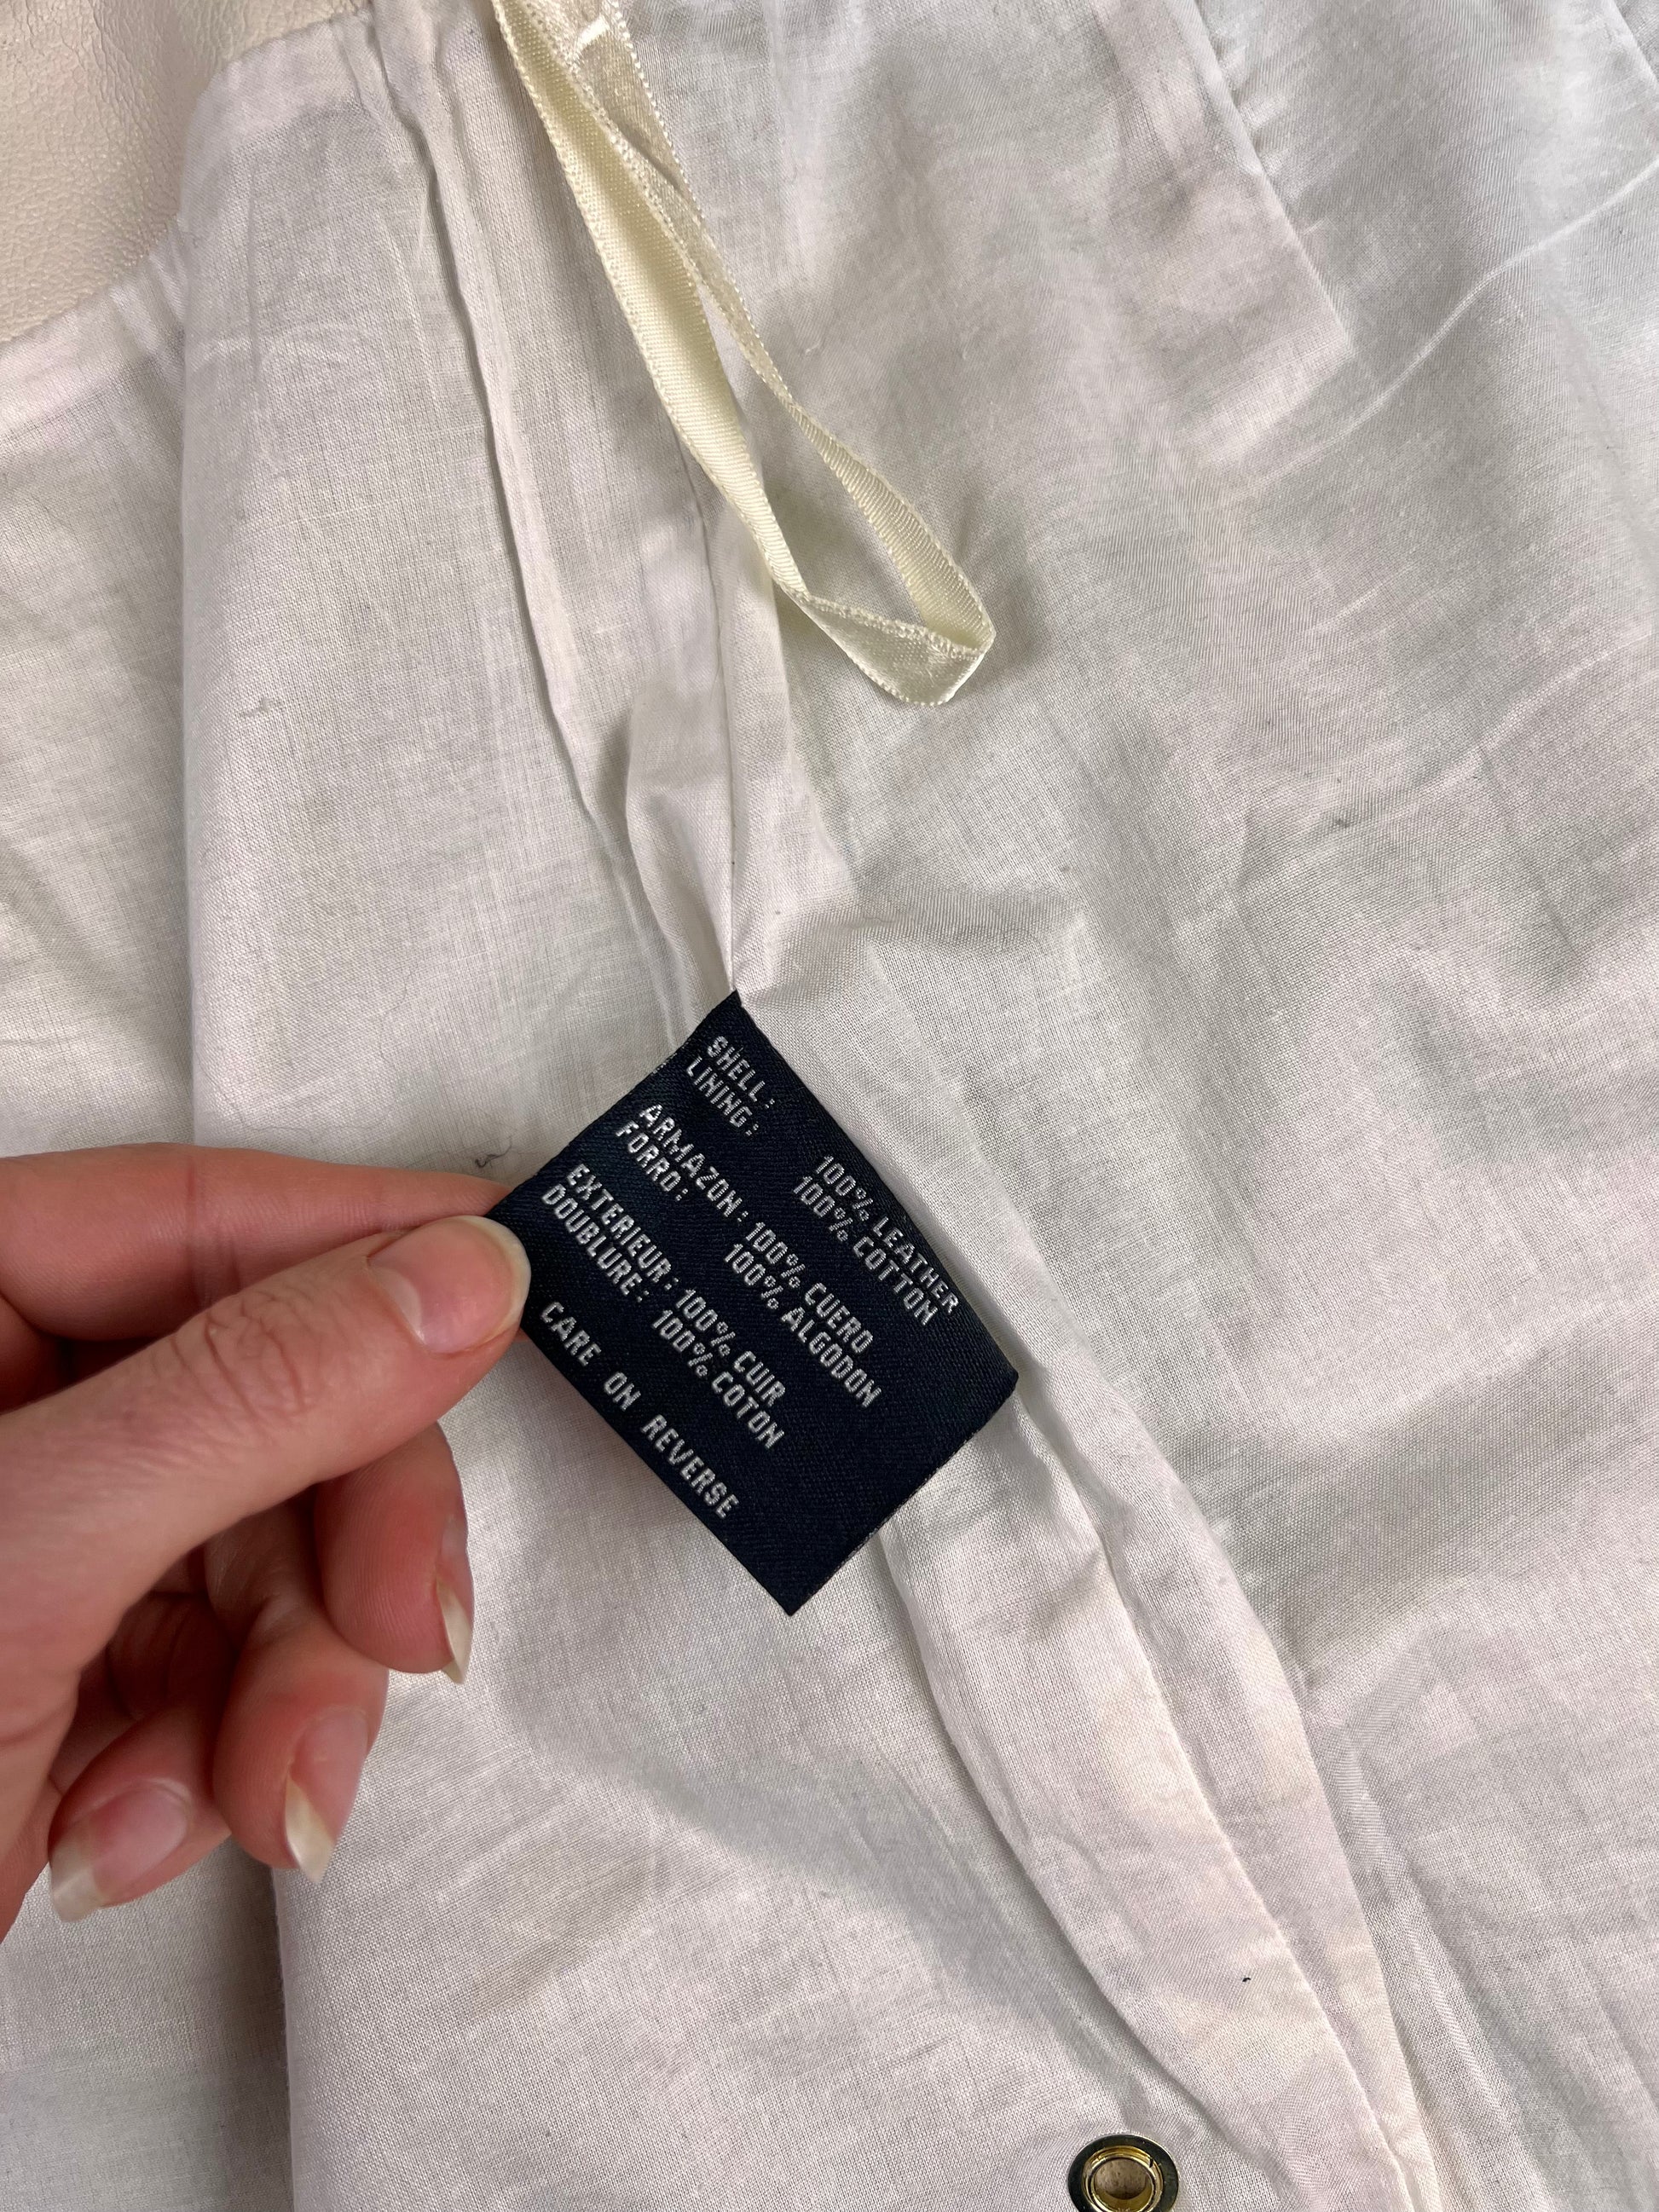 SHELL: 100% LEATHER
LINING: 100% COTTON
ARMAZON: 100% CUERO
FORRO: 100% ALGODON
EXTERIEUR: 100% CUIR
DOUBLURE: 100% COTON
CARE ON REVERSE